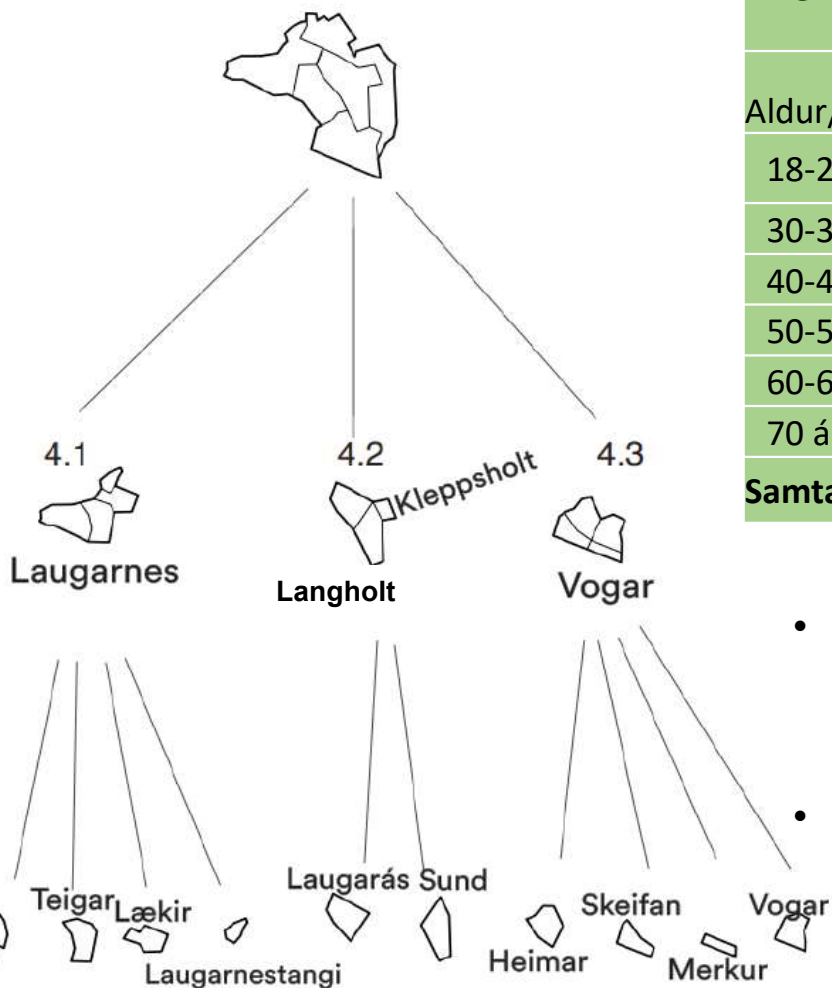 Aldur/
18-2
30-3
40-4
50-5
60-6
70 á
Samta
4.1
4.2
4.3
Kleppsholt
Laugarnes
Langholt
Vogar
•
•
Teigar
Lækir
Laugarnestangi
Laugarás
Sund
Heimar
Skeifan
Merkur
Vogar